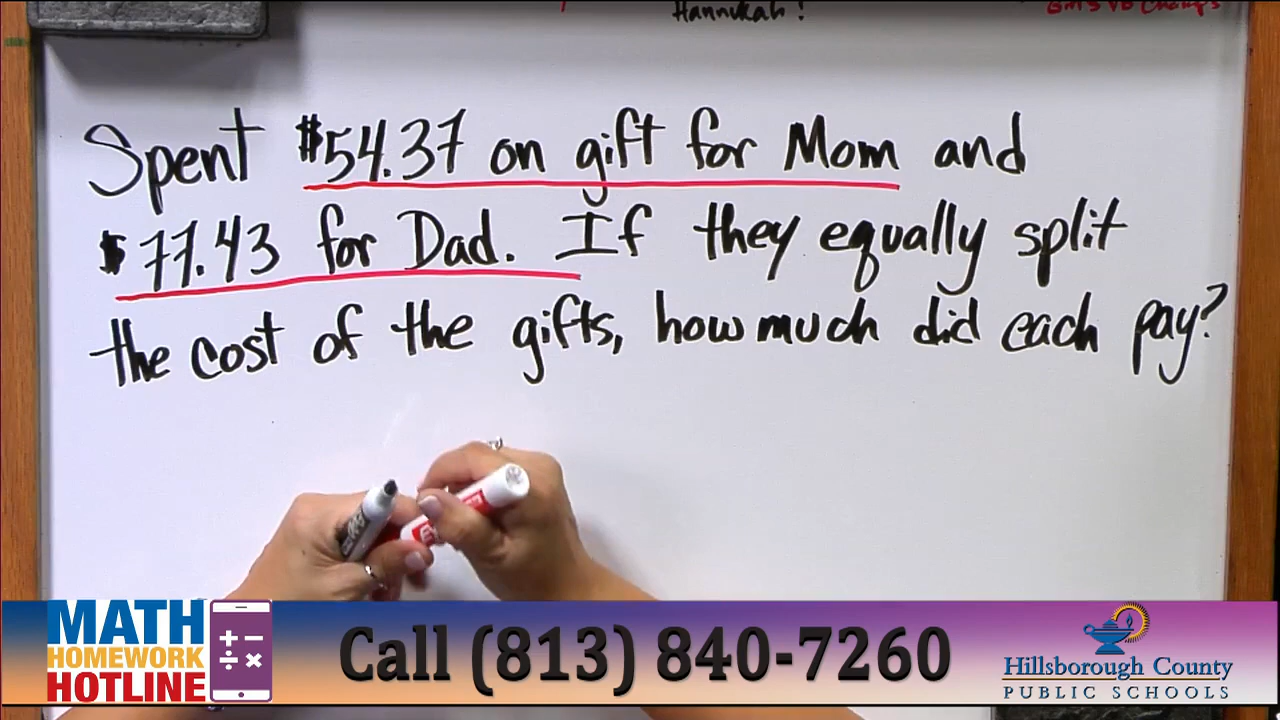 Hannukah!
Spent $54.37 on gift for Mom and
$77.43 for Dad. If they equally split
the cost of the gifts, how much did each pay?
MATH
HOMEWORK
HOTLINE
Call (813) 840-7260
Hillsborough County
PUBLIC SCHOOLS